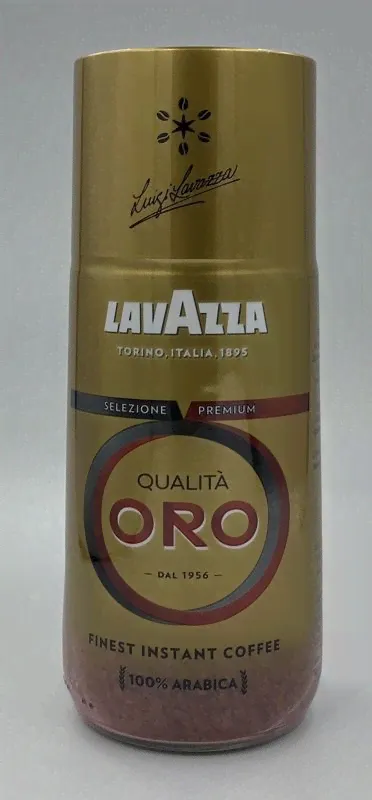 Luigi Lavazza
LAVAZZA
TORINO, ITALIA, 1895
SELEZIONE PREMIUM
QUALITÀ
ORO
— DAL 1956 —
FINEST INSTANT COFFEE
100% ARABICA